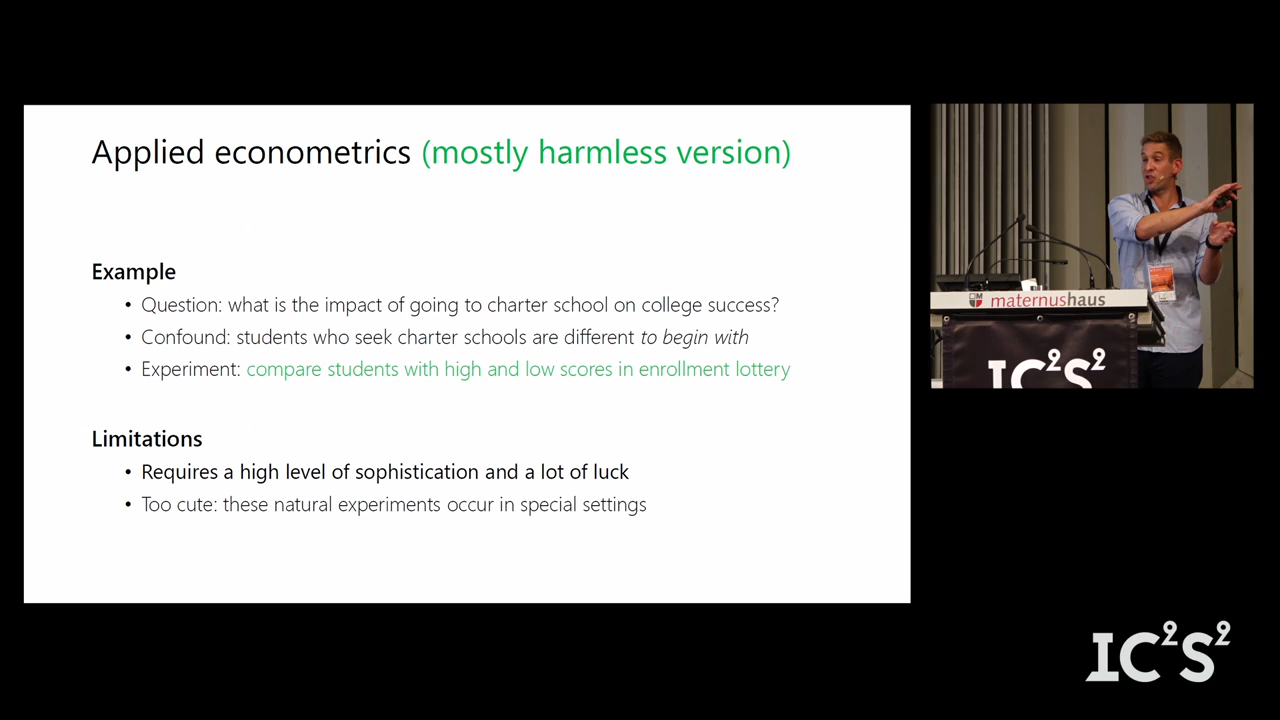 Applied econometrics (mostly harmless version)
Example
• Question: what is the impact of going to charter school on college success?
• Confound: students who seek charter schools are different to begin with
• Experiment: compare students with high and low scores in enrollment lottery
Limitations
• Requires a high level of sophistication and a lot of luck
• Too cute: these natural experiments occur in special settings
maternushaus
IC²S²
IC²S²